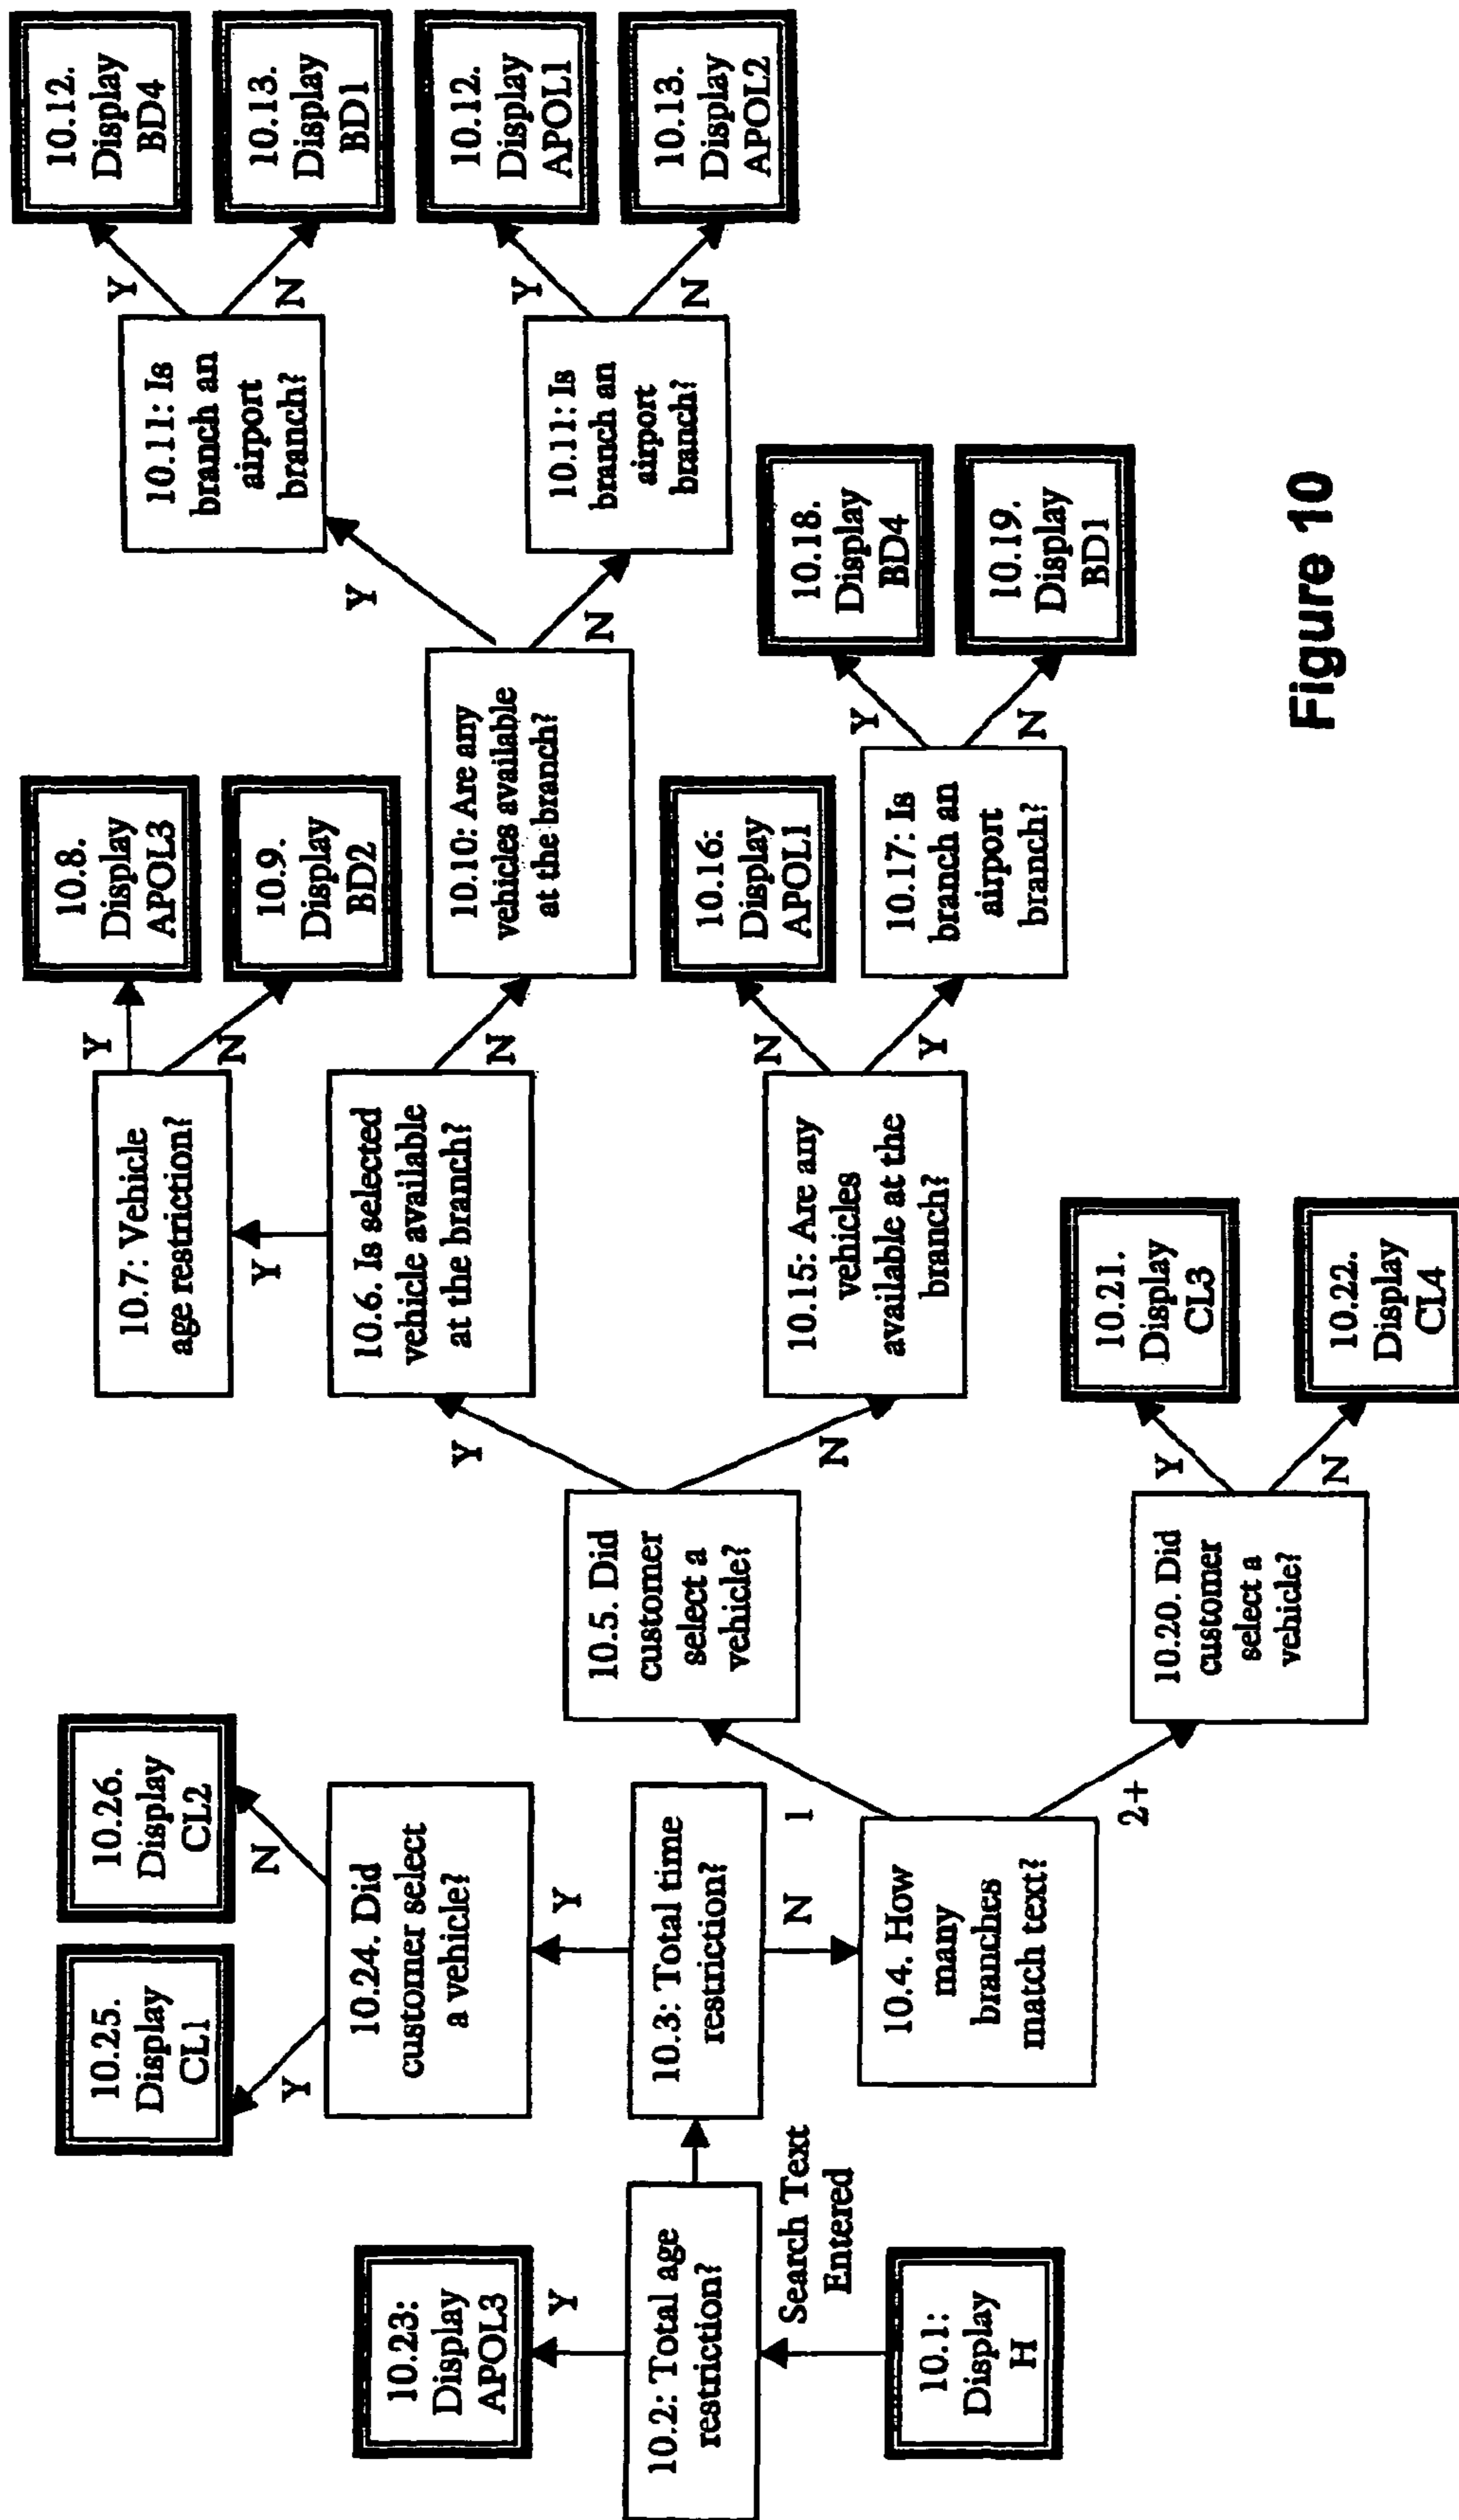 10.1:
Display
H
Search Text
Entered
10.2: Total age
restriction?
Y
10.23:
Display
APOL3
10.3: Total time
restriction?
Y
10.24. Did
customer select
a vehicle?
Y
10.25.
Display
CL1
N
10.26.
Display
CL2
N
10.4. How
many
branches
match text?
1
10.5. Did
customer
select a
vehicle?
Y
10.6. Is selected
vehicle available
at the branch?
Y
10.7: Vehicle
age restriction?
Y
10.8.
Display
APOL3
N
10.9.
Display
BD2
N
10.10: Are any
vehicles available
at the branch?
Y
10.11: Is
branch an
airport
branch?
Y
10.12.
Display
BD4
N
10.13.
Display
BD1
N
10.11: Is
branch an
airport
branch?
Y
10.12.
Display
APOL1
N
10.13.
Display
APOL2
N
10.15: Are any
vehicles
available at the
branch?
N
10.16:
Display
APOL1
Y
10.17: Is
branch an
airport
branch?
Y
10.18.
Display
BD4
N
10.19.
Display
BD1
2+
10.20. Did
customer
select a
vehicle?
Y
10.21.
Display
CL3
N
10.22.
Display
CL4
Figure 10